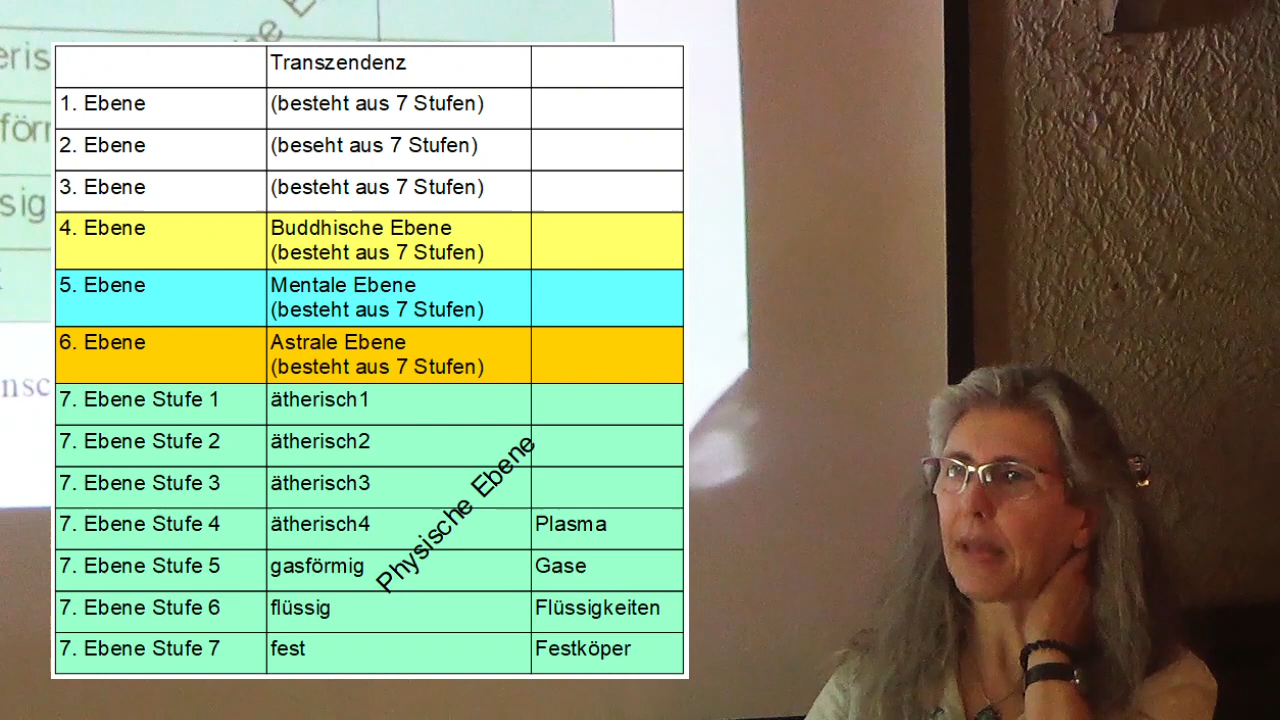 Transzendenz
1. Ebene (besteht aus 7 Stufen)
2. Ebene (beseht aus 7 Stufen)
3. Ebene (besteht aus 7 Stufen)
4. Ebene Buddhische Ebene
(besteht aus 7 Stufen)
5. Ebene Mentale Ebene
(besteht aus 7 Stufen)
6. Ebene Astrale Ebene
(besteht aus 7 Stufen)
7. Ebene Stufe 1 ätherisch1
7. Ebene Stufe 2 ätherisch2
7. Ebene Stufe 3 ätherisch3
7. Ebene Stufe 4 ätherisch4 Plasma
7. Ebene Stufe 5 gasförmig Gase
7. Ebene Stufe 6 flüssig Flüssigkeiten
7. Ebene Stufe 7 fest Festköper
Physische Ebene